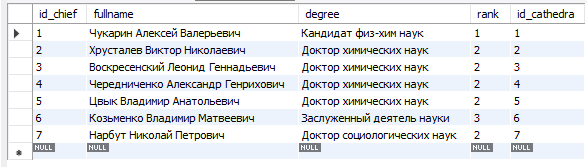 id_chief fullname degree rank id_cathedra
1 Чукарин Алексей Валерьевич Кандидат физ-хим наук 1 1
2 Хрусталев Виктор Николаевич Доктор химических наук 2 2
3 Воскресенский Леонид Геннадьевич Доктор химических наук 2 3
4 Чередниченко Александр Генрихович Доктор химических наук 2 4
5 Цвык Владимир Анатольевич Доктор химических наук 2 5
6 Козьменко Владимир Матвеевич Заслуженный деятель науки 3 6
7 Нарбут Николай Петрович Доктор социологических наук 2 7
NULL NULL NULL NULL NULL